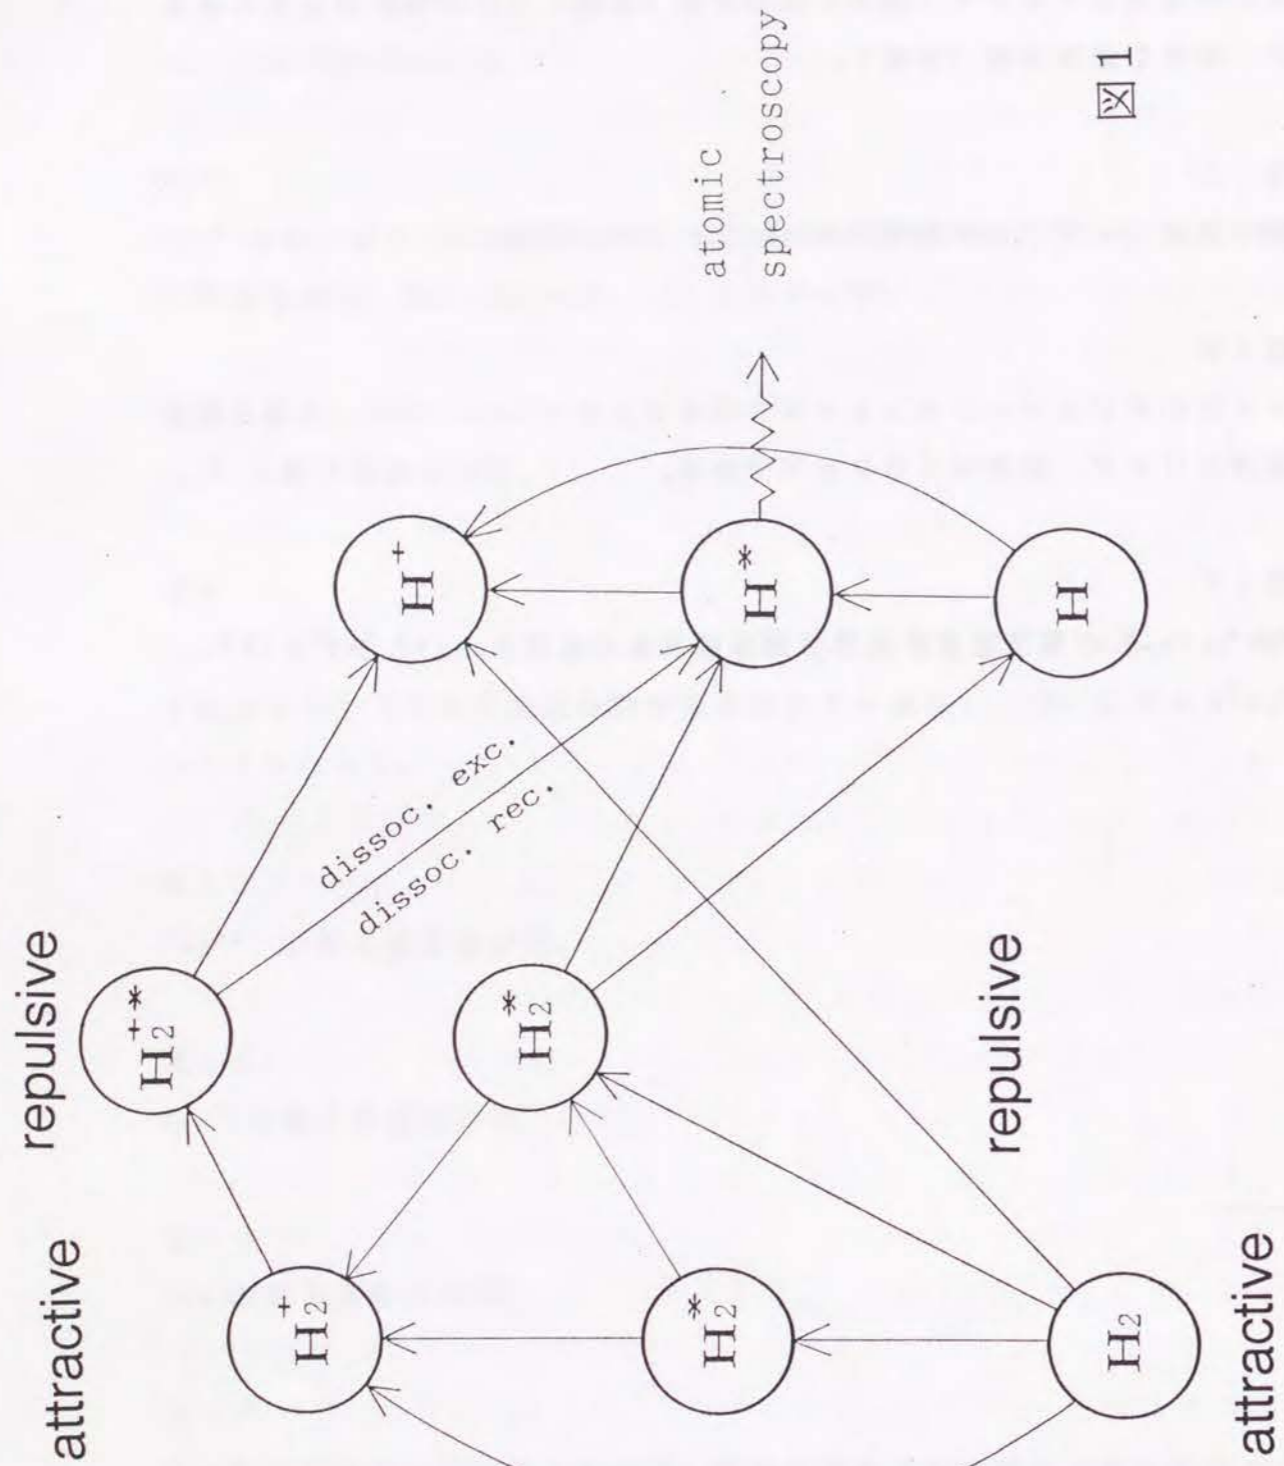 attractive
repulsive
H₂⁺*
H₂⁺
H⁺
dissoc. exc.
dissoc. rec.
H₂*
H₂*
H*
atomic
spectroscopy
repulsive
H₂
H
図1
attractive